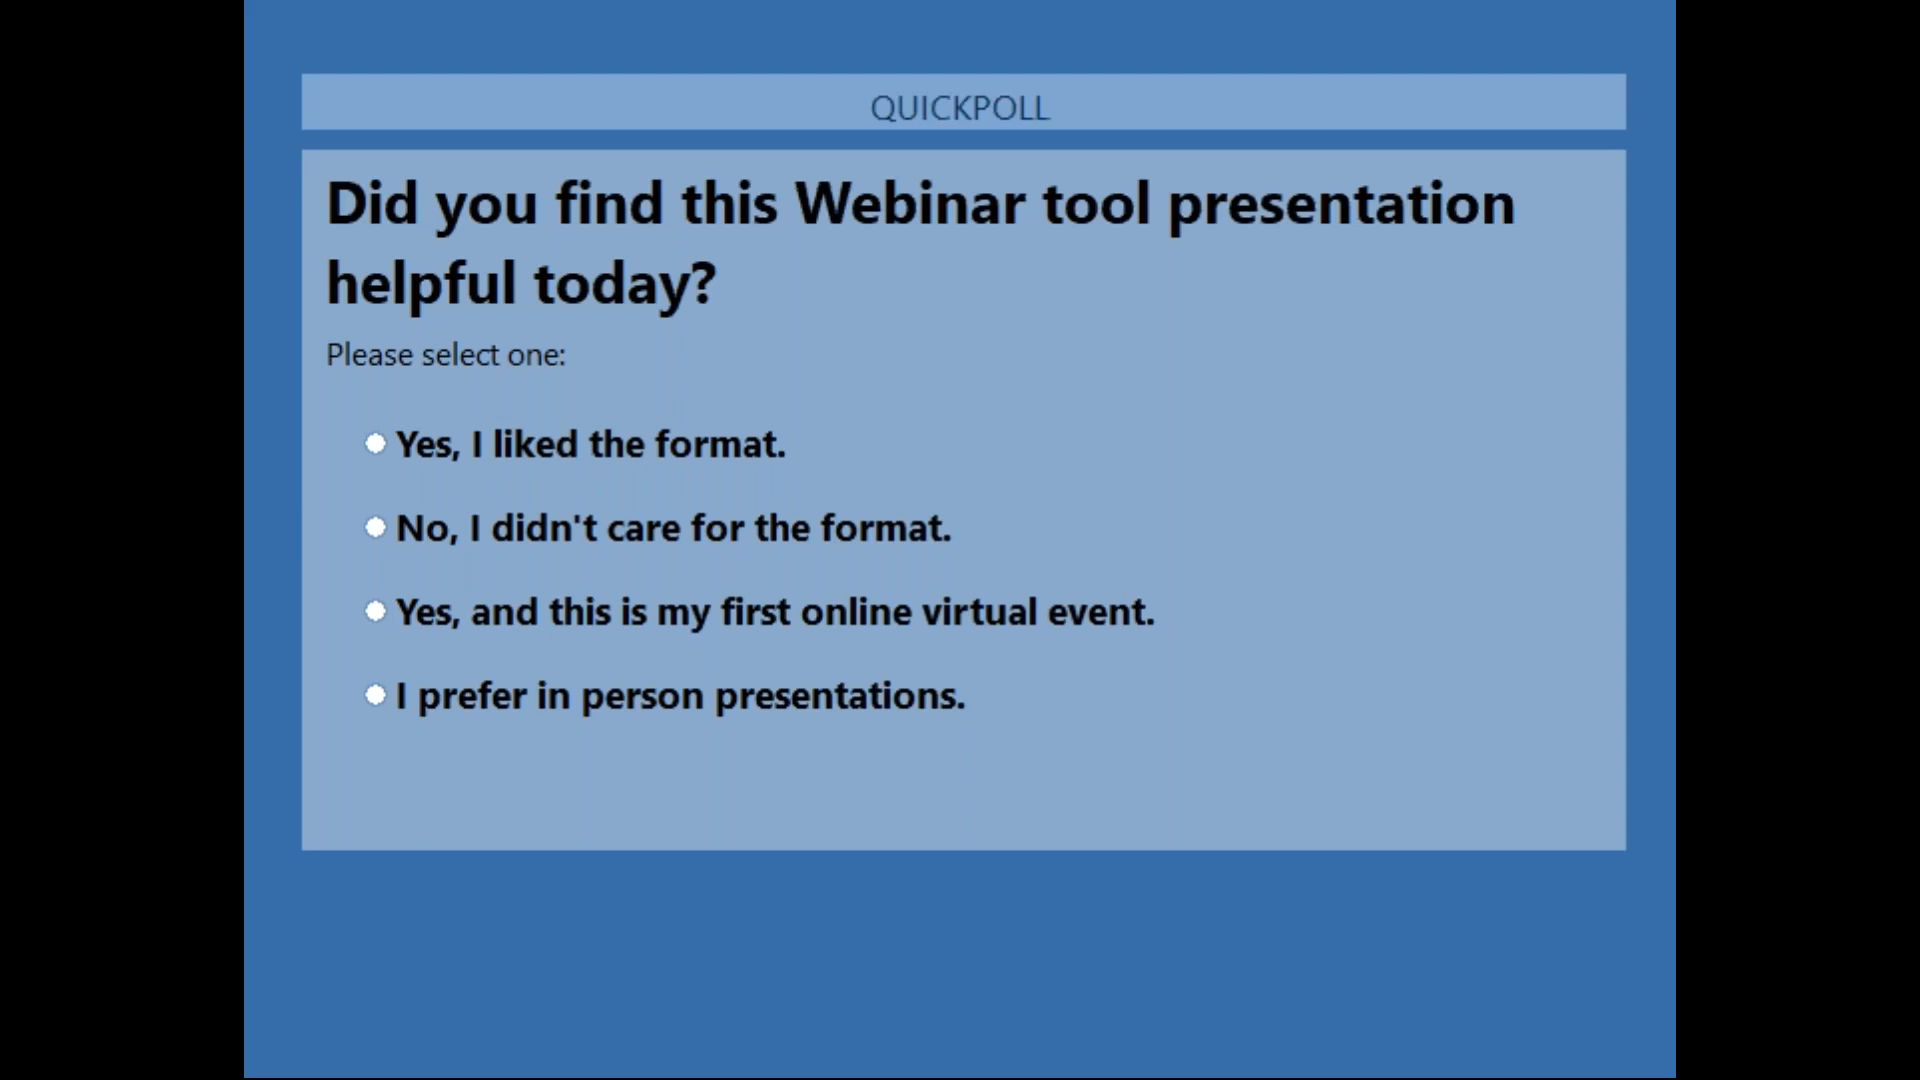 QUICKPOLL
Did you find this Webinar tool presentation
helpful today?
Please select one:
Yes, I liked the format.
No, I didn't care for the format.
Yes, and this is my first online virtual event.
I prefer in person presentations.